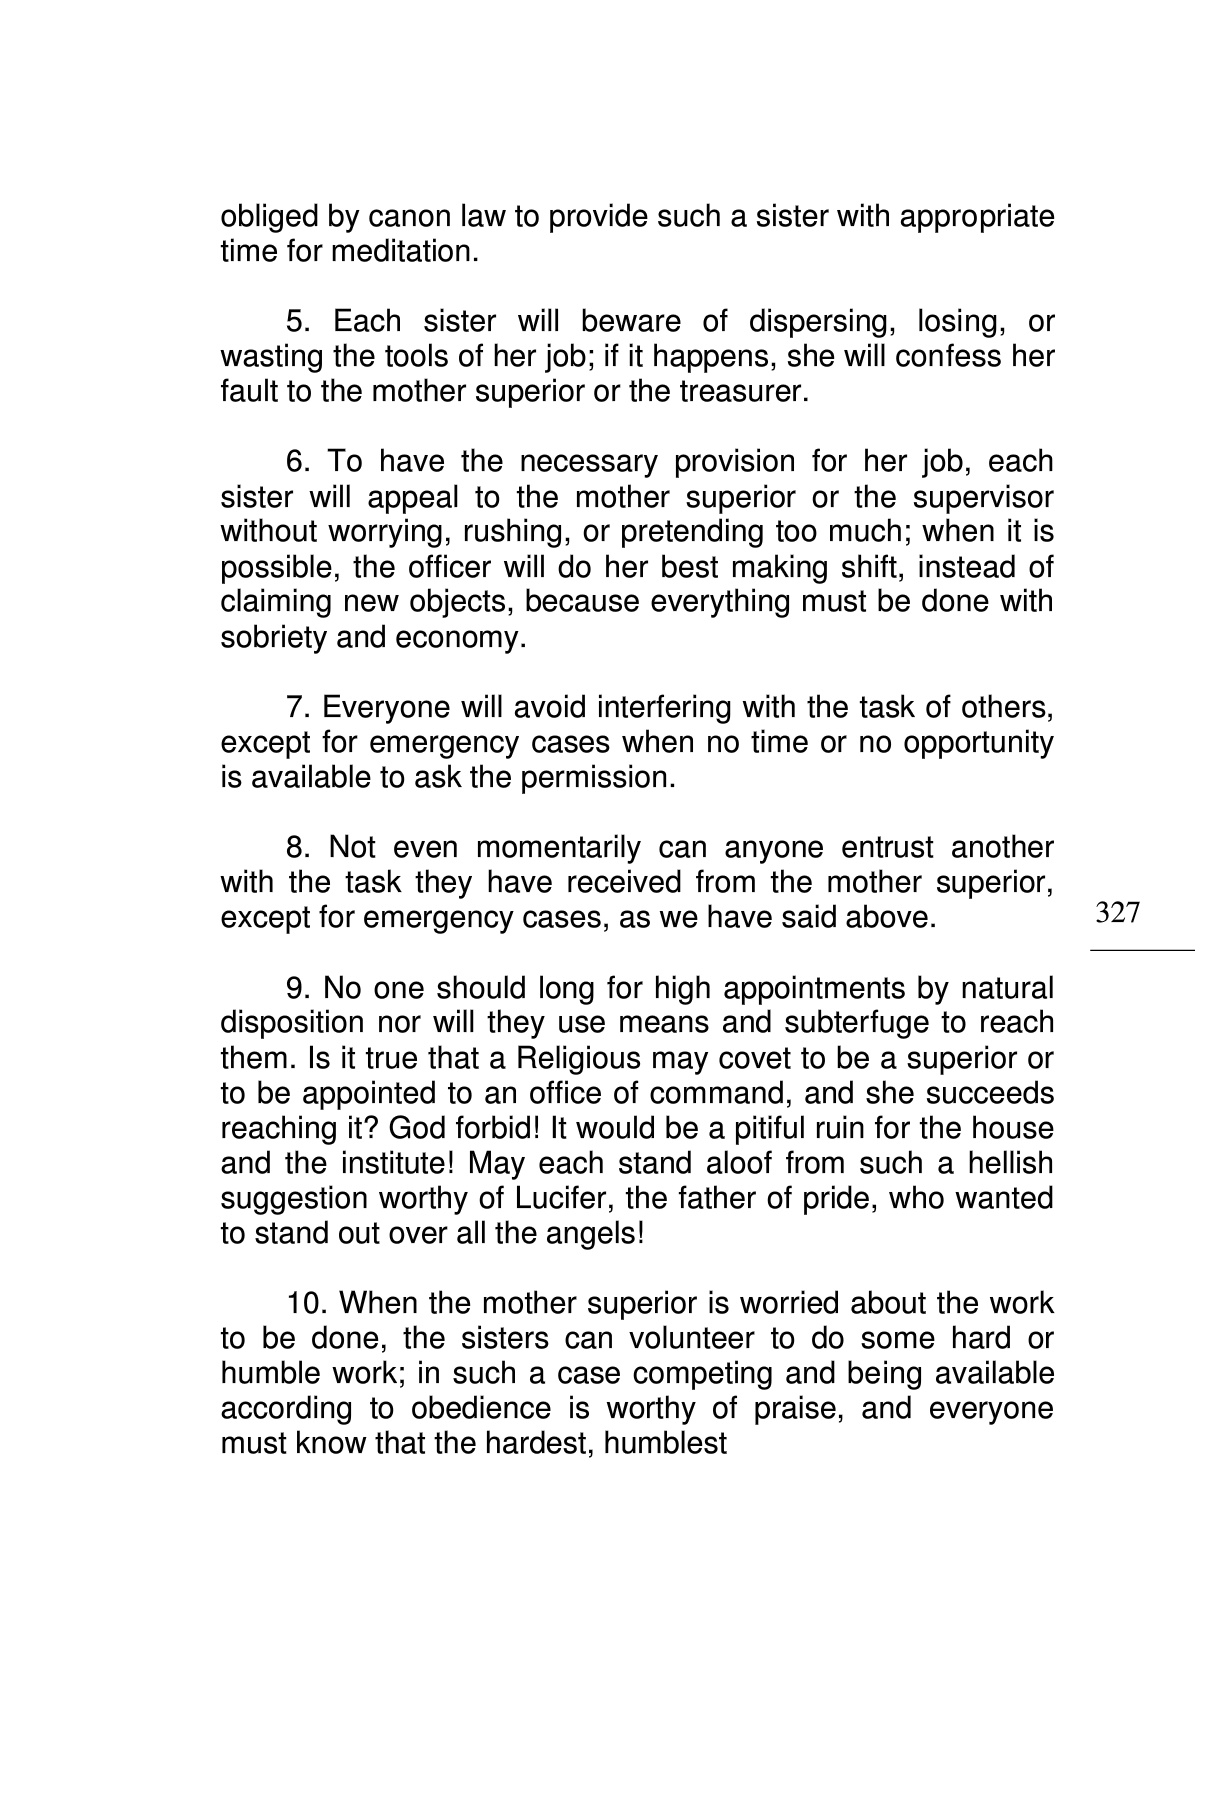 obliged by canon law to provide such a sister with appropriate
time for meditation.
5. Each sister will beware of dispersing, losing, or
wasting the tools of her job; if it happens, she will confess her
fault to the mother superior or the treasurer.
6. To have the necessary provision for her job, each
sister will appeal to the mother superior or the supervisor
without worrying, rushing, or pretending too much; when it is
possible, the officer will do her best making shift, instead of
claiming new objects, because everything must be done with
sobriety and economy.
7. Everyone will avoid interfering with the task of others,
except for emergency cases when no time or no opportunity
is available to ask the permission.
8. Not even momentarily can anyone entrust another
with the task they have received from the mother superior,
except for emergency cases, as we have said above.
327
9. No one should long for high appointments by natural
disposition nor will they use means and subterfuge to reach
them. Is it true that a Religious may covet to be a superior or
to be appointed to an office of command, and she succeeds
reaching it? God forbid! It would be a pitiful ruin for the house
and the institute! May each stand aloof from such a hellish
suggestion worthy of Lucifer, the father of pride, who wanted
to stand out over all the angels!
10. When the mother superior is worried about the work
to be done, the sisters can volunteer to do some hard or
humble work; in such a case competing and being available
according to obedience is worthy of praise, and everyone
must know that the hardest, humblest